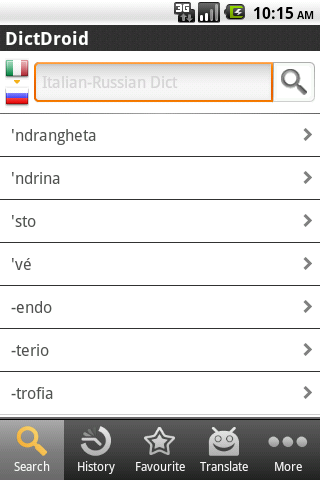 3G
10:15 AM
DictDroid
Italian-Russian Dict
'ndrangheta
'ndrina
'sto
'vé
-endo
-terio
-trofia
Search
History
Favourite
Translate
More